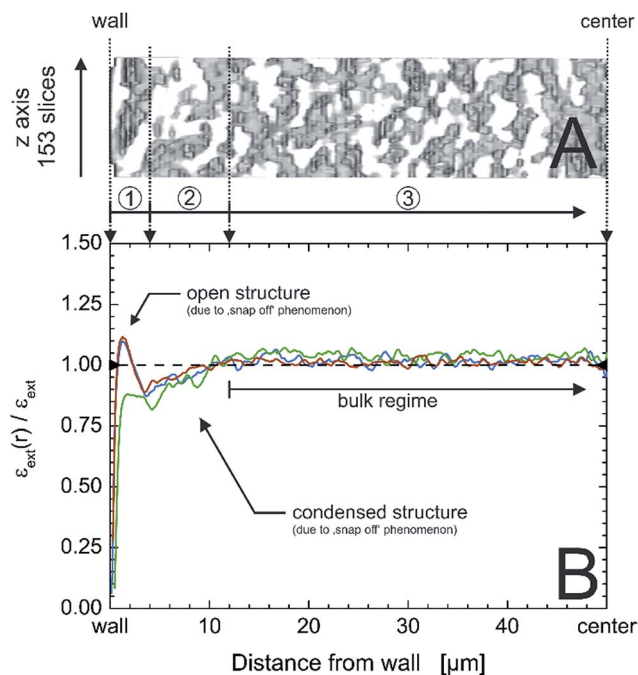 wall
center
z axis
153 slices
A
① ② ③
1.50
1.25
open structure
(due to ‚snap off' phenomenon)
1.00
bulk regime
0.75
εext(r) / εext
0.50
condensed structure
(due to ‚snap off' phenomenon)
0.25
B
0.00
wall 10 20 30 40 center
Distance from wall [µm]